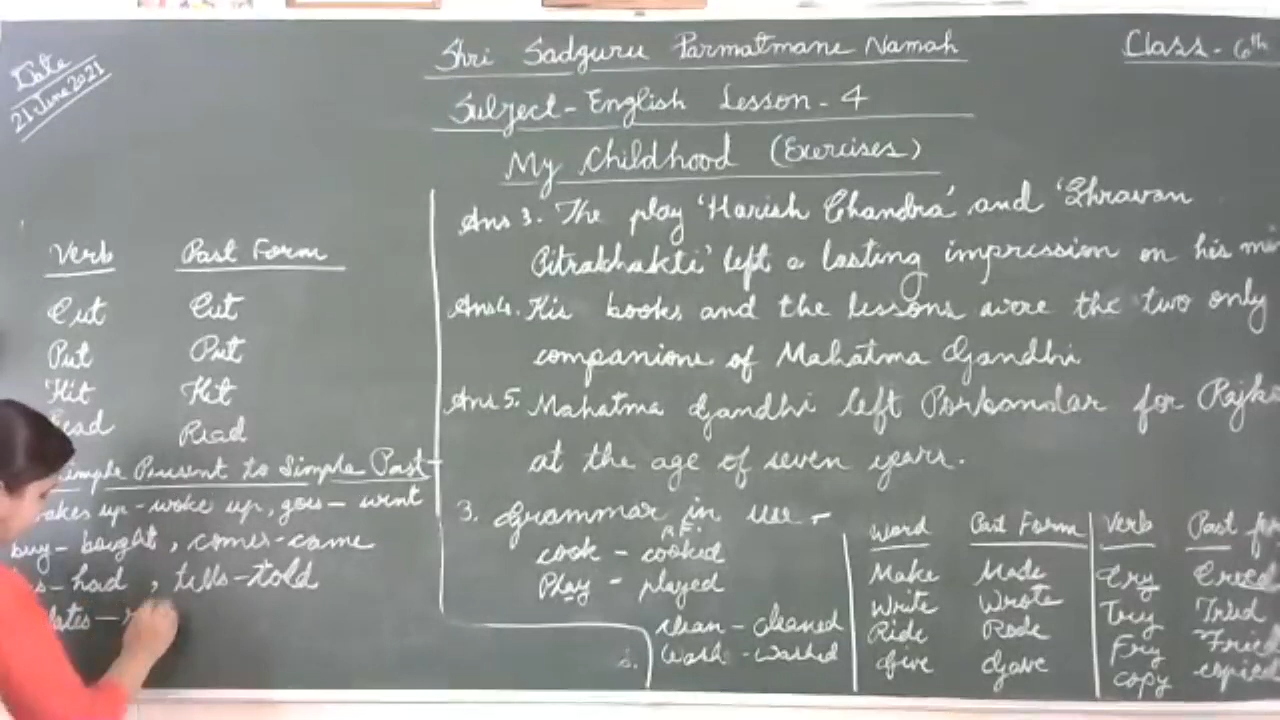 Date
21 June 2021
Shri Sadguru Parmatmane Namah
Class - 6th
Subject - English Lesson - 4
My Childhood (Exercises)
Verb Past Form
Cut Cut
Put Put
Hit Hit
Read
Simple Present to Simple Past
up - woke up, goes - went
buy - bought, comes - came
- had, tells - told
Ans 3. The play 'Harish Chandra' and 'Shravan
Pitrabhakti' left a lasting impression on his
Ans 4. His books and the lessons were the two only
companions of Mahatma Gandhi
Ans 5. Mahatma Gandhi left Porbandar for
at the age of seven years.
3. Grammar in use -
P.F.
cook - cooked
Play - played
clean - cleaned
Wash - washed
Word Past Form
Make Made
Write Wrote
Ride Rode
Give Gave
Verb Past
Cry Cried
Try Tried
Fry Fried
Copy copied